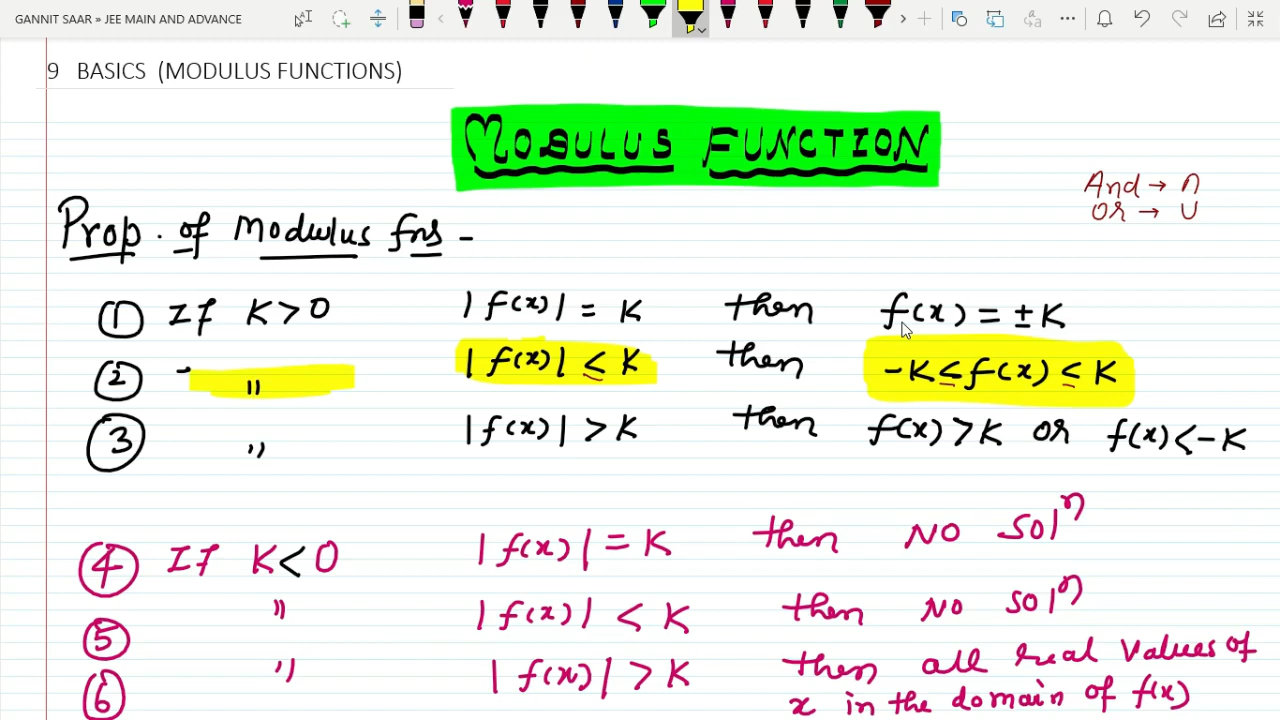 GANNIT SAAR » JEE MAIN AND ADVANCE
9 BASICS (MODULUS FUNCTIONS)
MODULUS FUNCTION
And → ∩
Or → ∪
Prop. of Modulus fns -
① If K > 0 |f(x)| = K then f(x) = ± K
② " |f(x)| ≤ K then -K ≤ f(x) ≤ K
③ " |f(x)| > K then f(x) > K or f(x) < -K
④ If K < 0 |f(x)| = K then NO solⁿ
⑤ " |f(x)| < K then NO solⁿ
⑥ " |f(x)| > K then all real values of
x in the domain of f(x)